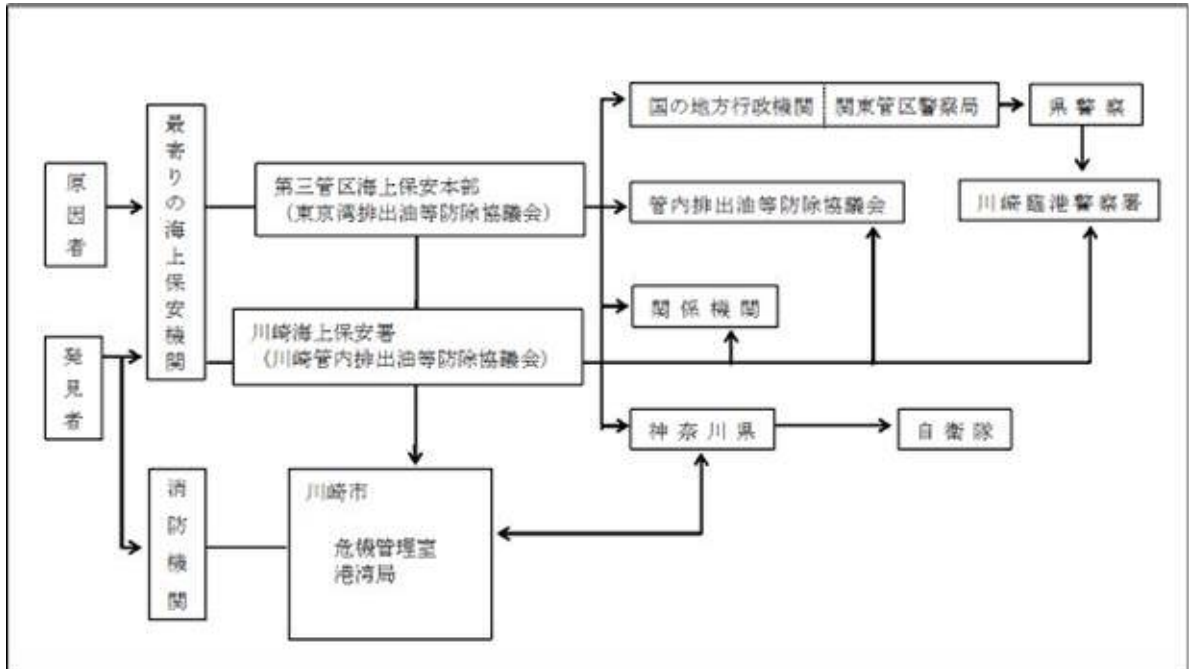 原因者
発見者
最寄りの海上保安機関
消防機関
第三管区海上保安本部
(東京湾排出油等防除協議会)
川崎海上保安署
(川崎管内排出油等防除協議会)
川崎市
危機管理室
港湾局
国の地方行政機関 関東管区警察局
県警察
管内排出油等防除協議会
川崎臨港警察署
関係機関
神奈川県
自衛隊